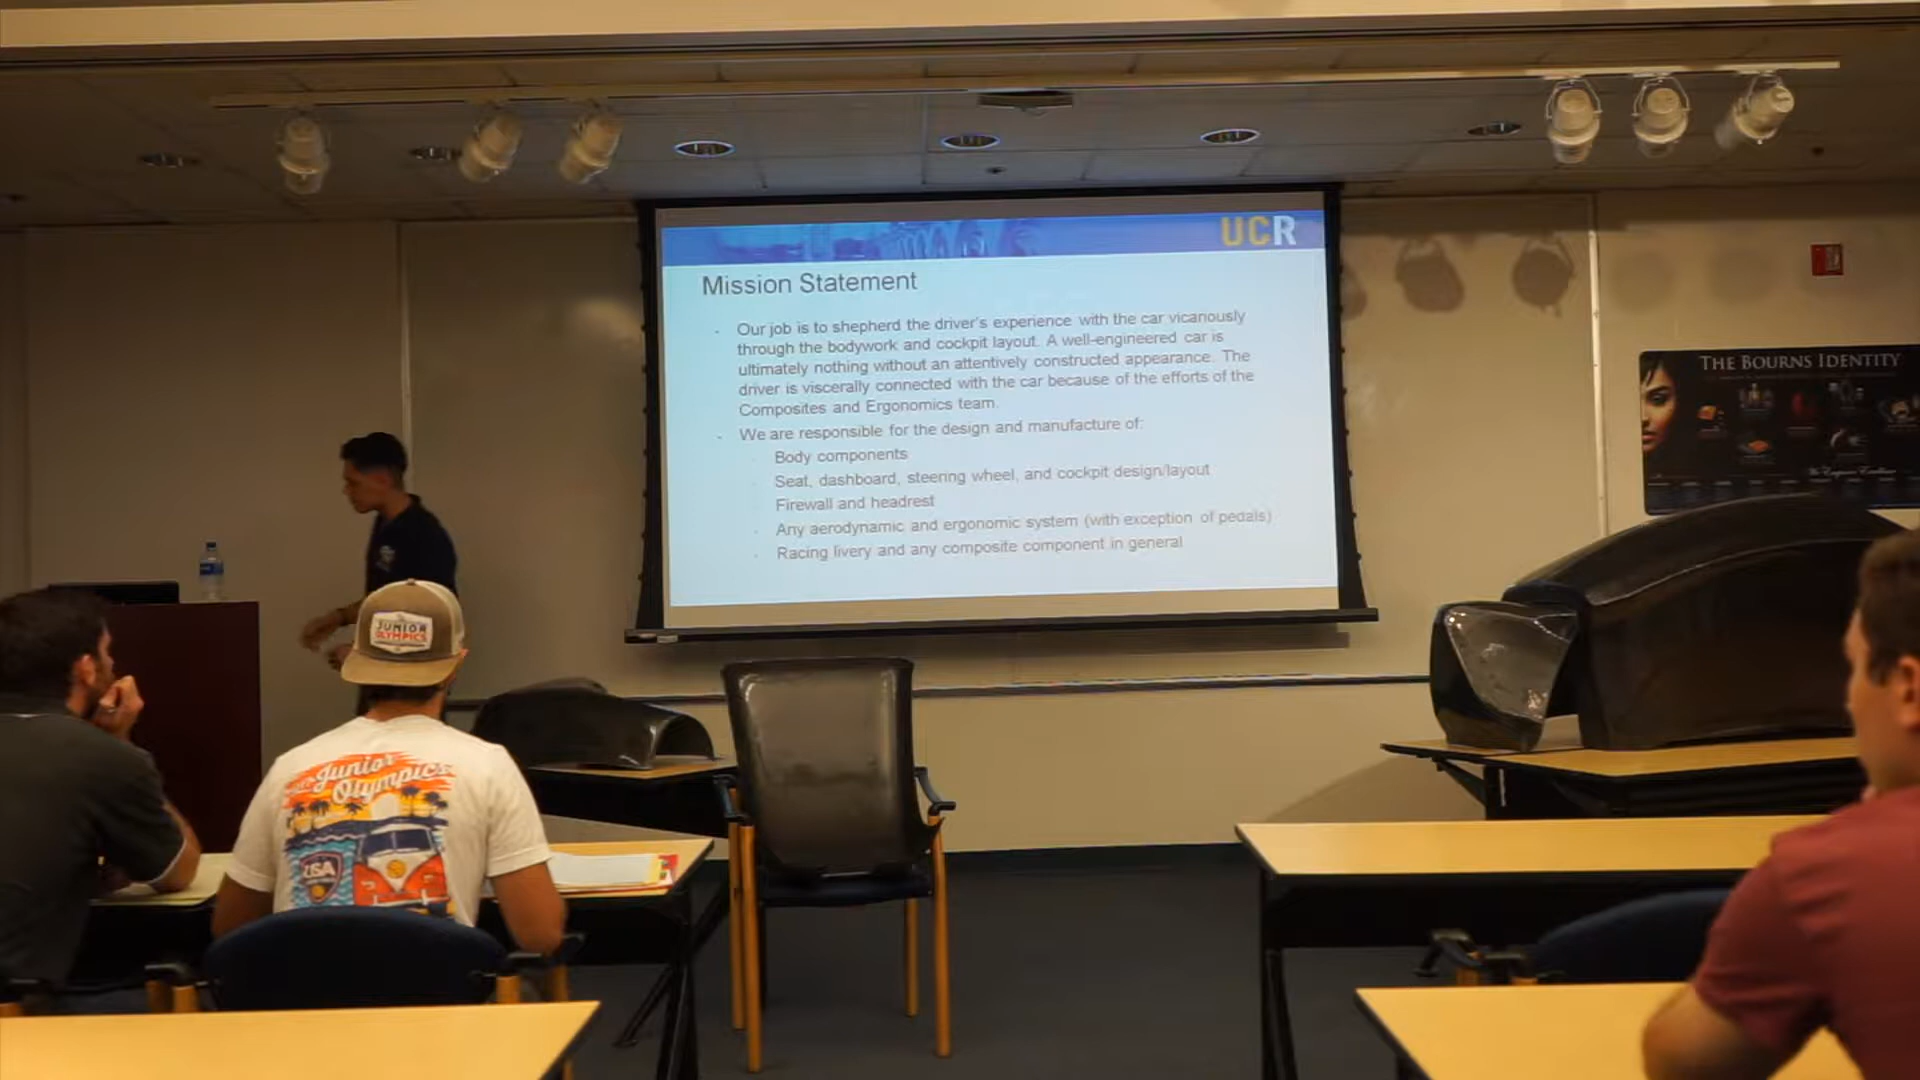 UCR
Mission Statement
- Our job is to shepherd the driver's experience with the car vicariously
through the bodywork and cockpit layout. A well-engineered car is
ultimately nothing without an attentively constructed appearance. The
driver is viscerally connected with the car because of the efforts of the
Composites and Ergonomics team.
- We are responsible for the design and manufacture of:
Body components
Seat, dashboard, steering wheel, and cockpit design/layout
Firewall and headrest
Any aerodynamic and ergonomic system (with exception of pedals)
Racing livery and any composite component in general
THE BOURNS IDENTITY
JUNIOR
OLYMPICS
Junior
Olympics
USA